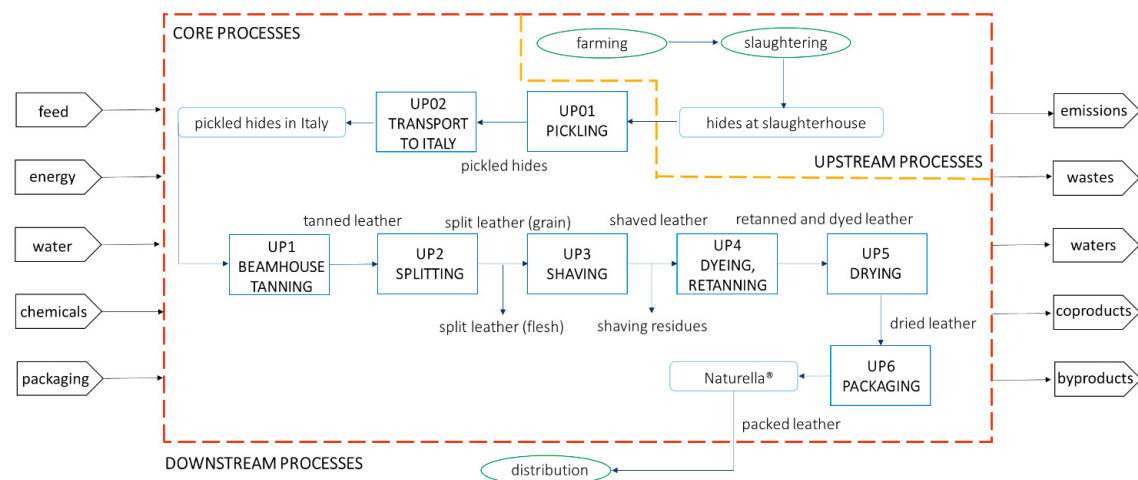 CORE PROCESSES
farming
slaughtering
feed
pickled hides in Italy
UP02
TRANSPORT
TO ITALY
UP01
PICKLING
hides at slaughterhouse
emissions
pickled hides
UPSTREAM PROCESSES
energy
wastes
tanned leather
split leather (grain)
shaved leather
retanned and dyed leather
water
UP1
BEAMHOUSE
TANNING
UP2
SPLITTING
UP3
SHAVING
UP4
DYEING,
RETANNING
UP5
DRYING
waters
chemicals
split leather (flesh)
shaving residues
dried leather
coproducts
packaging
Naturella®
UP6
PACKAGING
byproducts
packed leather
DOWNSTREAM PROCESSES
distribution